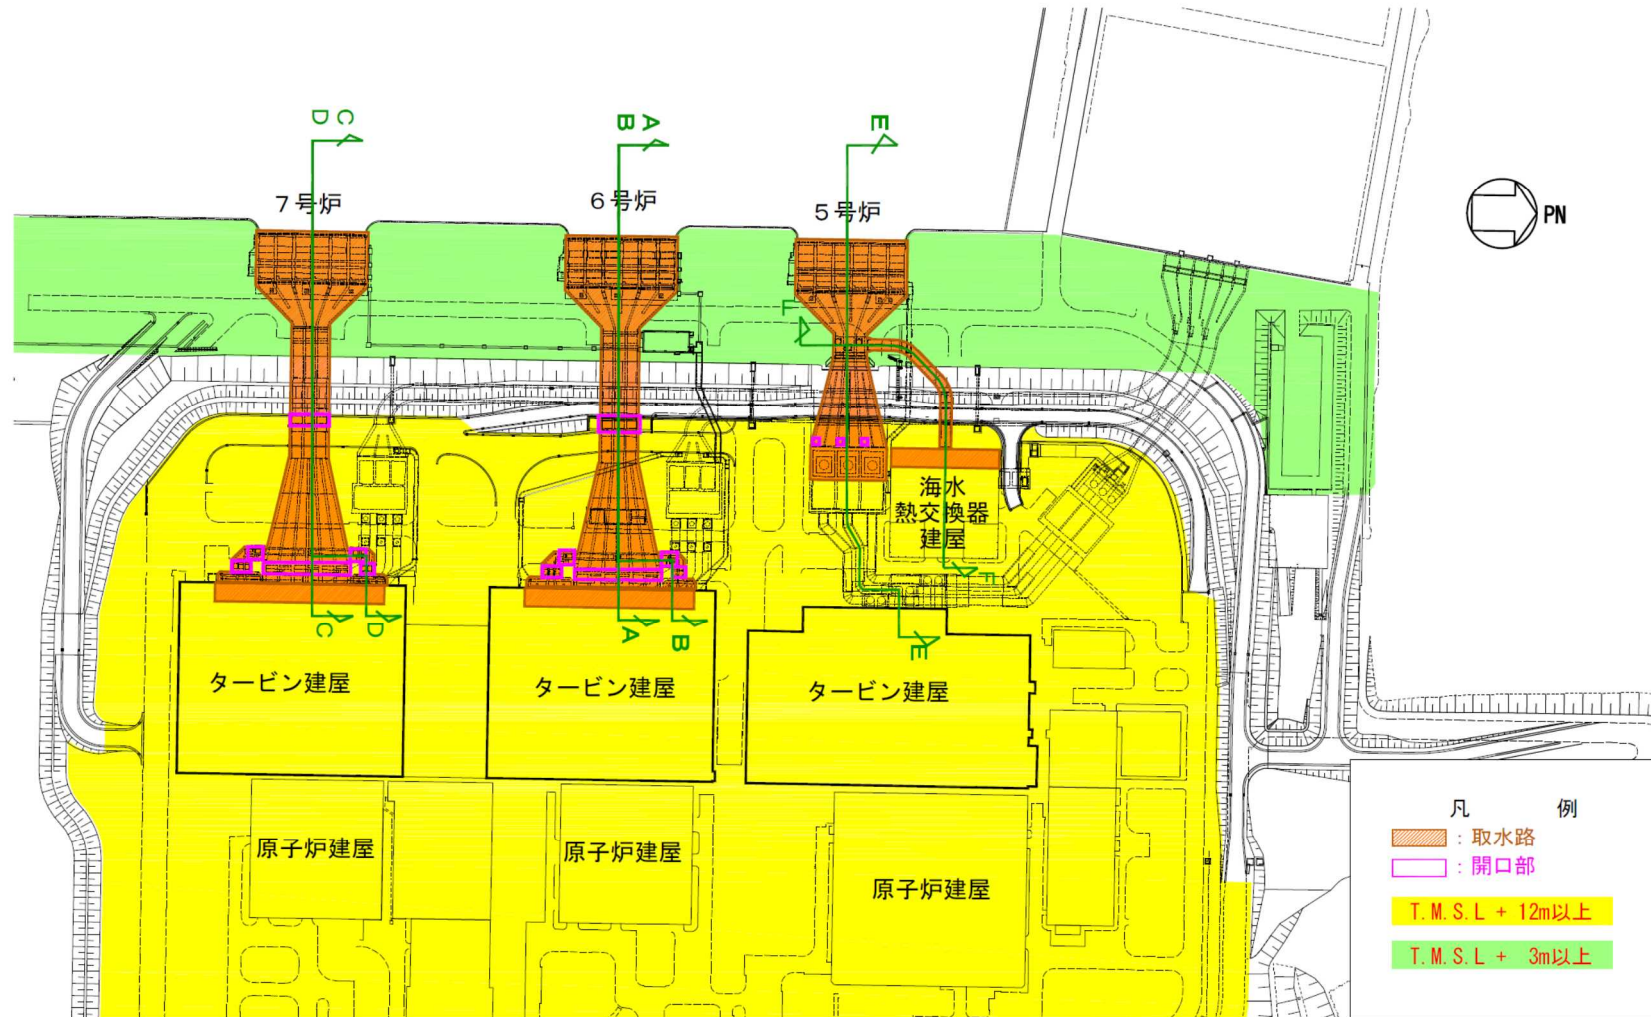 D C
B A
E
7号炉
6号炉
5号炉
PN
F
海水
熱交換器
建屋
F
C
D
A
B
E
タービン建屋
タービン建屋
タービン建屋
原子炉建屋
原子炉建屋
原子炉建屋
凡 例
:取水路
:開口部
T.M.S.L + 12m以上
T.M.S.L + 3m以上